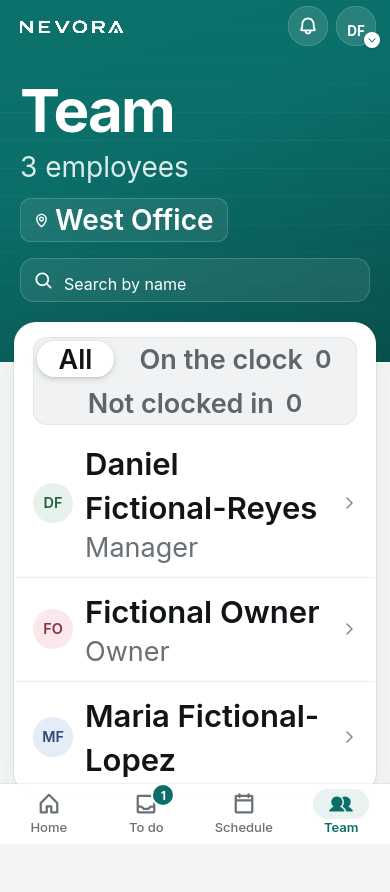 NEVORA
DF
Team
3 employees
West Office
Search by name
All
On the clock 0
Not clocked in 0
DF
Daniel
Fictional-Reyes
Manager
FO
Fictional Owner
Owner
MF
Maria Fictional-
Lopez
1
Home
To do
Schedule
Team